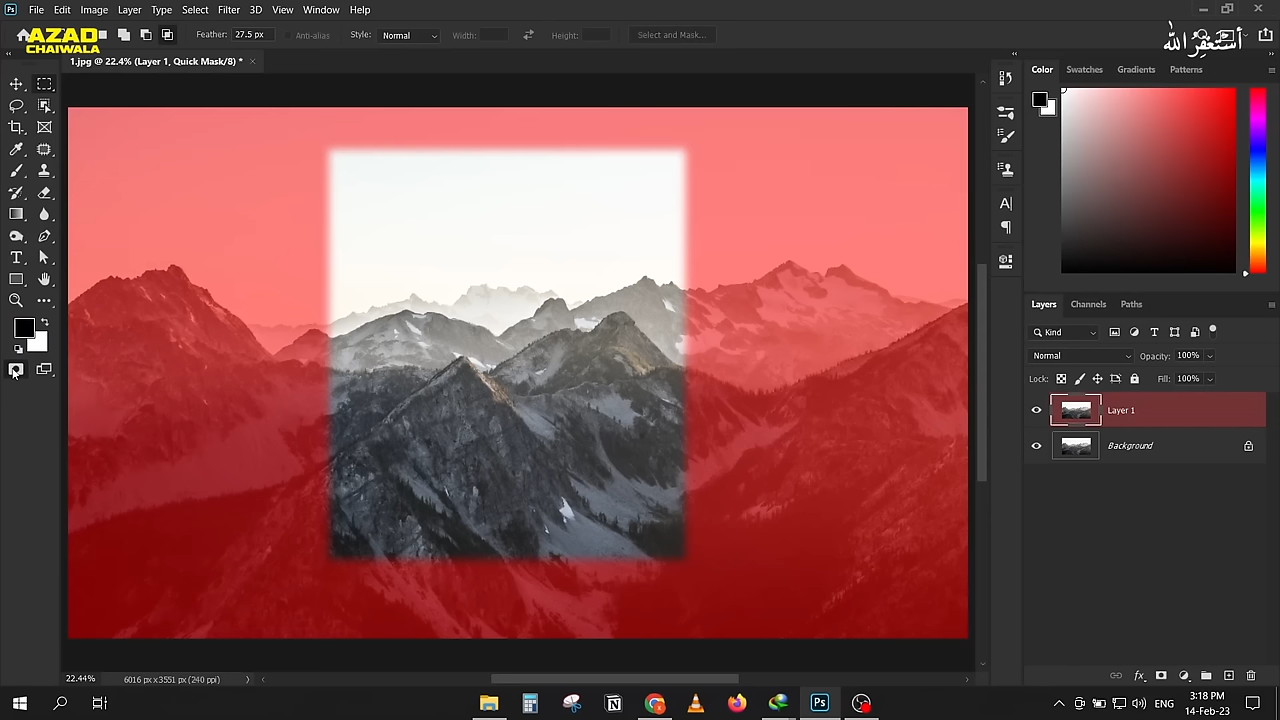 Ps File Edit Image Layer Type Select Filter 3D View Window Help
AZAD
CHAIWALA
Feather: 27.5 px Anti-alias Style: Normal Width: Height: Select and Mask...
أستغفر الله
1.jpg @ 22.4% (Layer 1, Quick Mask/8) *
Color Swatches Gradients Patterns
Layers Channels Paths
Kind
Normal Opacity: 100%
Lock: Fill: 100%
Layer 1
Background
22.44% 6016 px x 3551 px (240 ppi)
Ps ENG 3:18 PM
14-Feb-23